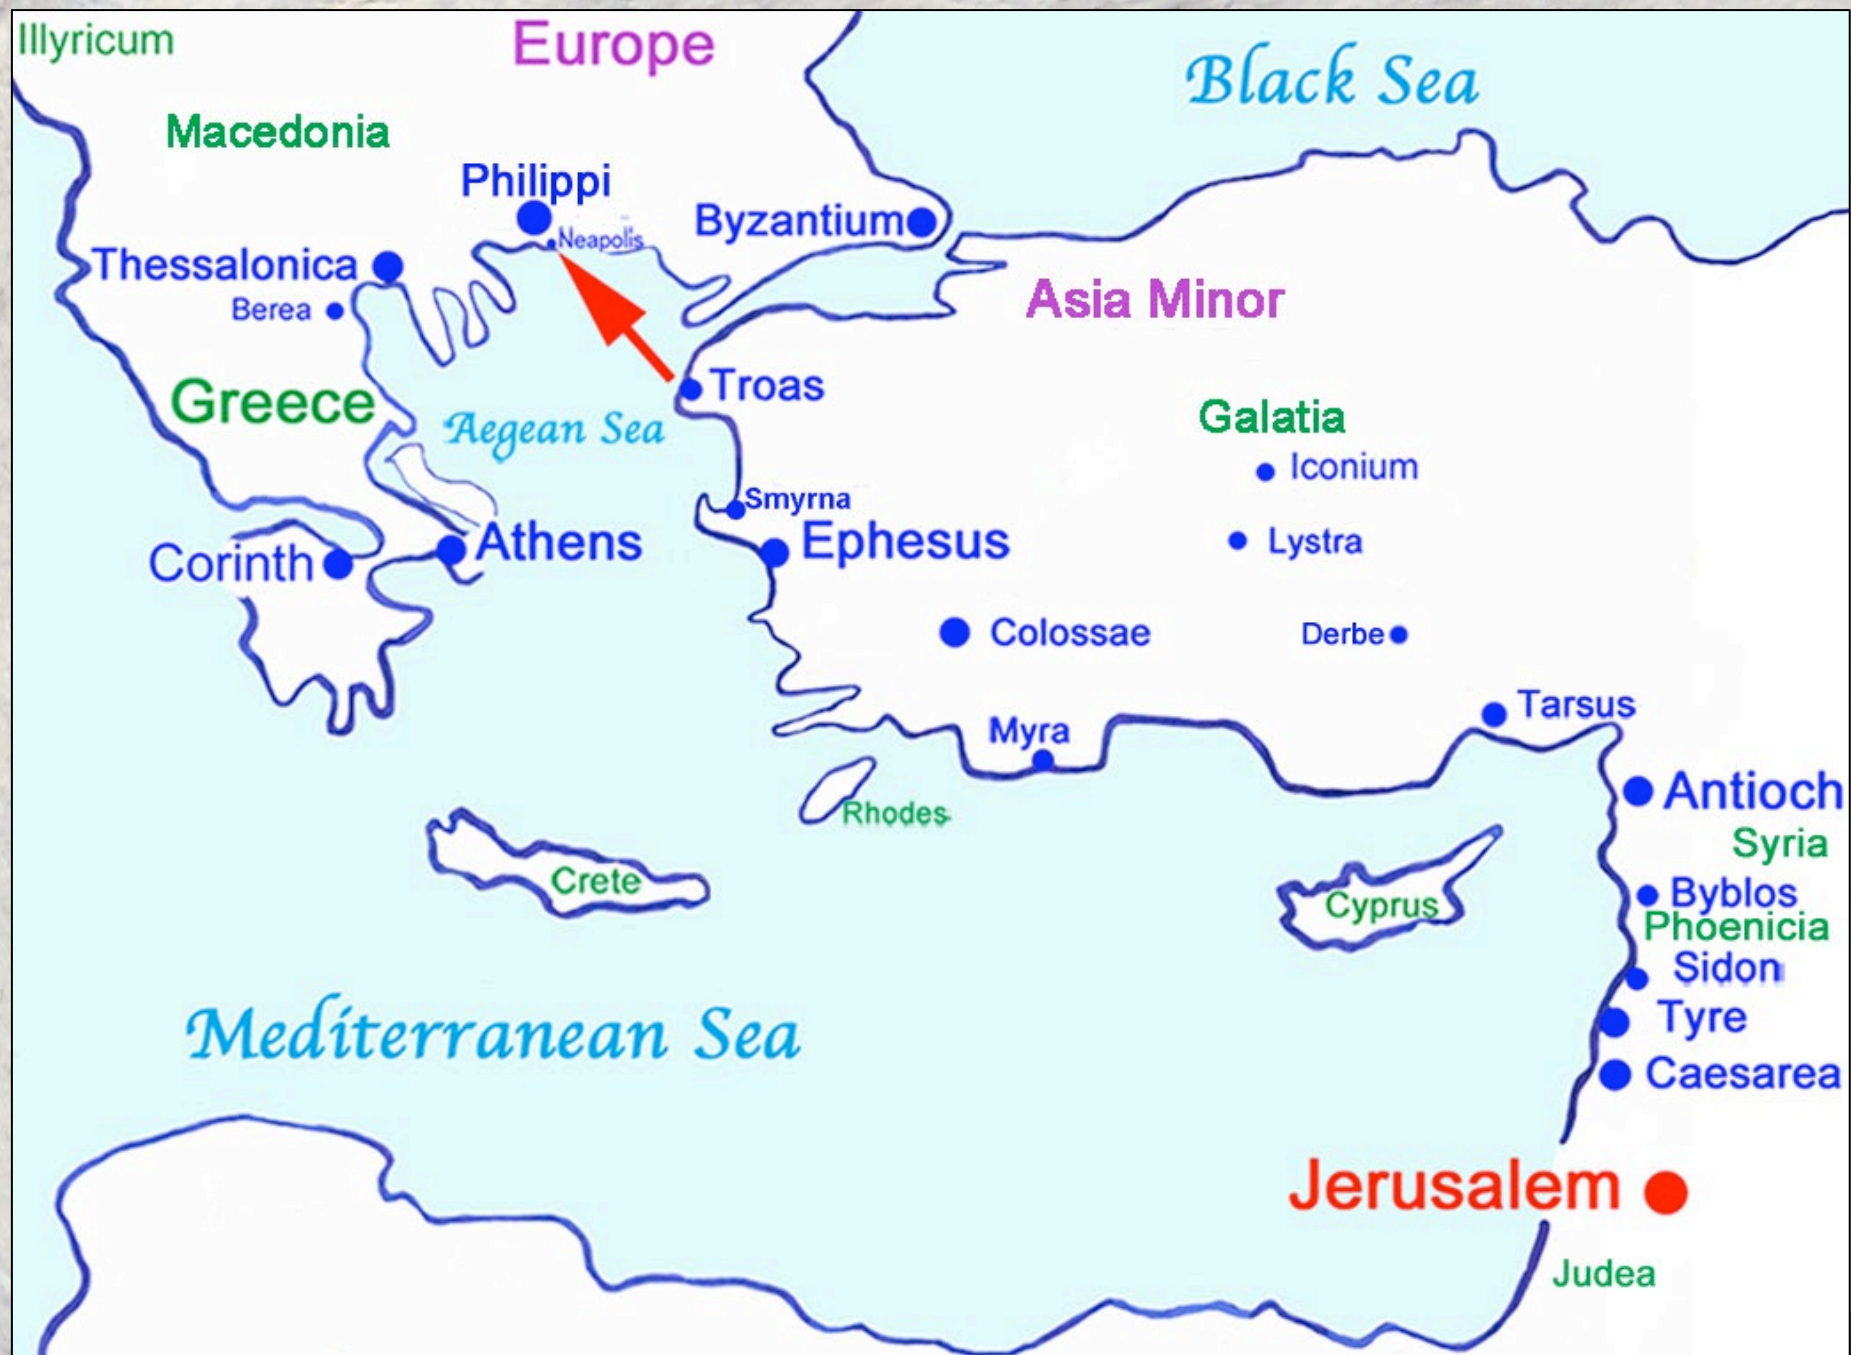 Illyricum
Europe
Black Sea
Macedonia
Philippi
Byzantium
Neapolis
Thessalonica
Berea
Asia Minor
Troas
Greece
Aegean Sea
Galatia
Iconium
Smyrna
Athens
Ephesus
Lystra
Corinth
Colossae
Derbe
Tarsus
Myra
Antioch
Rhodes
Syria
Crete
Byblos
Cyprus
Phoenicia
Sidon
Mediterranean Sea
Tyre
Caesarea
Jerusalem
Judea